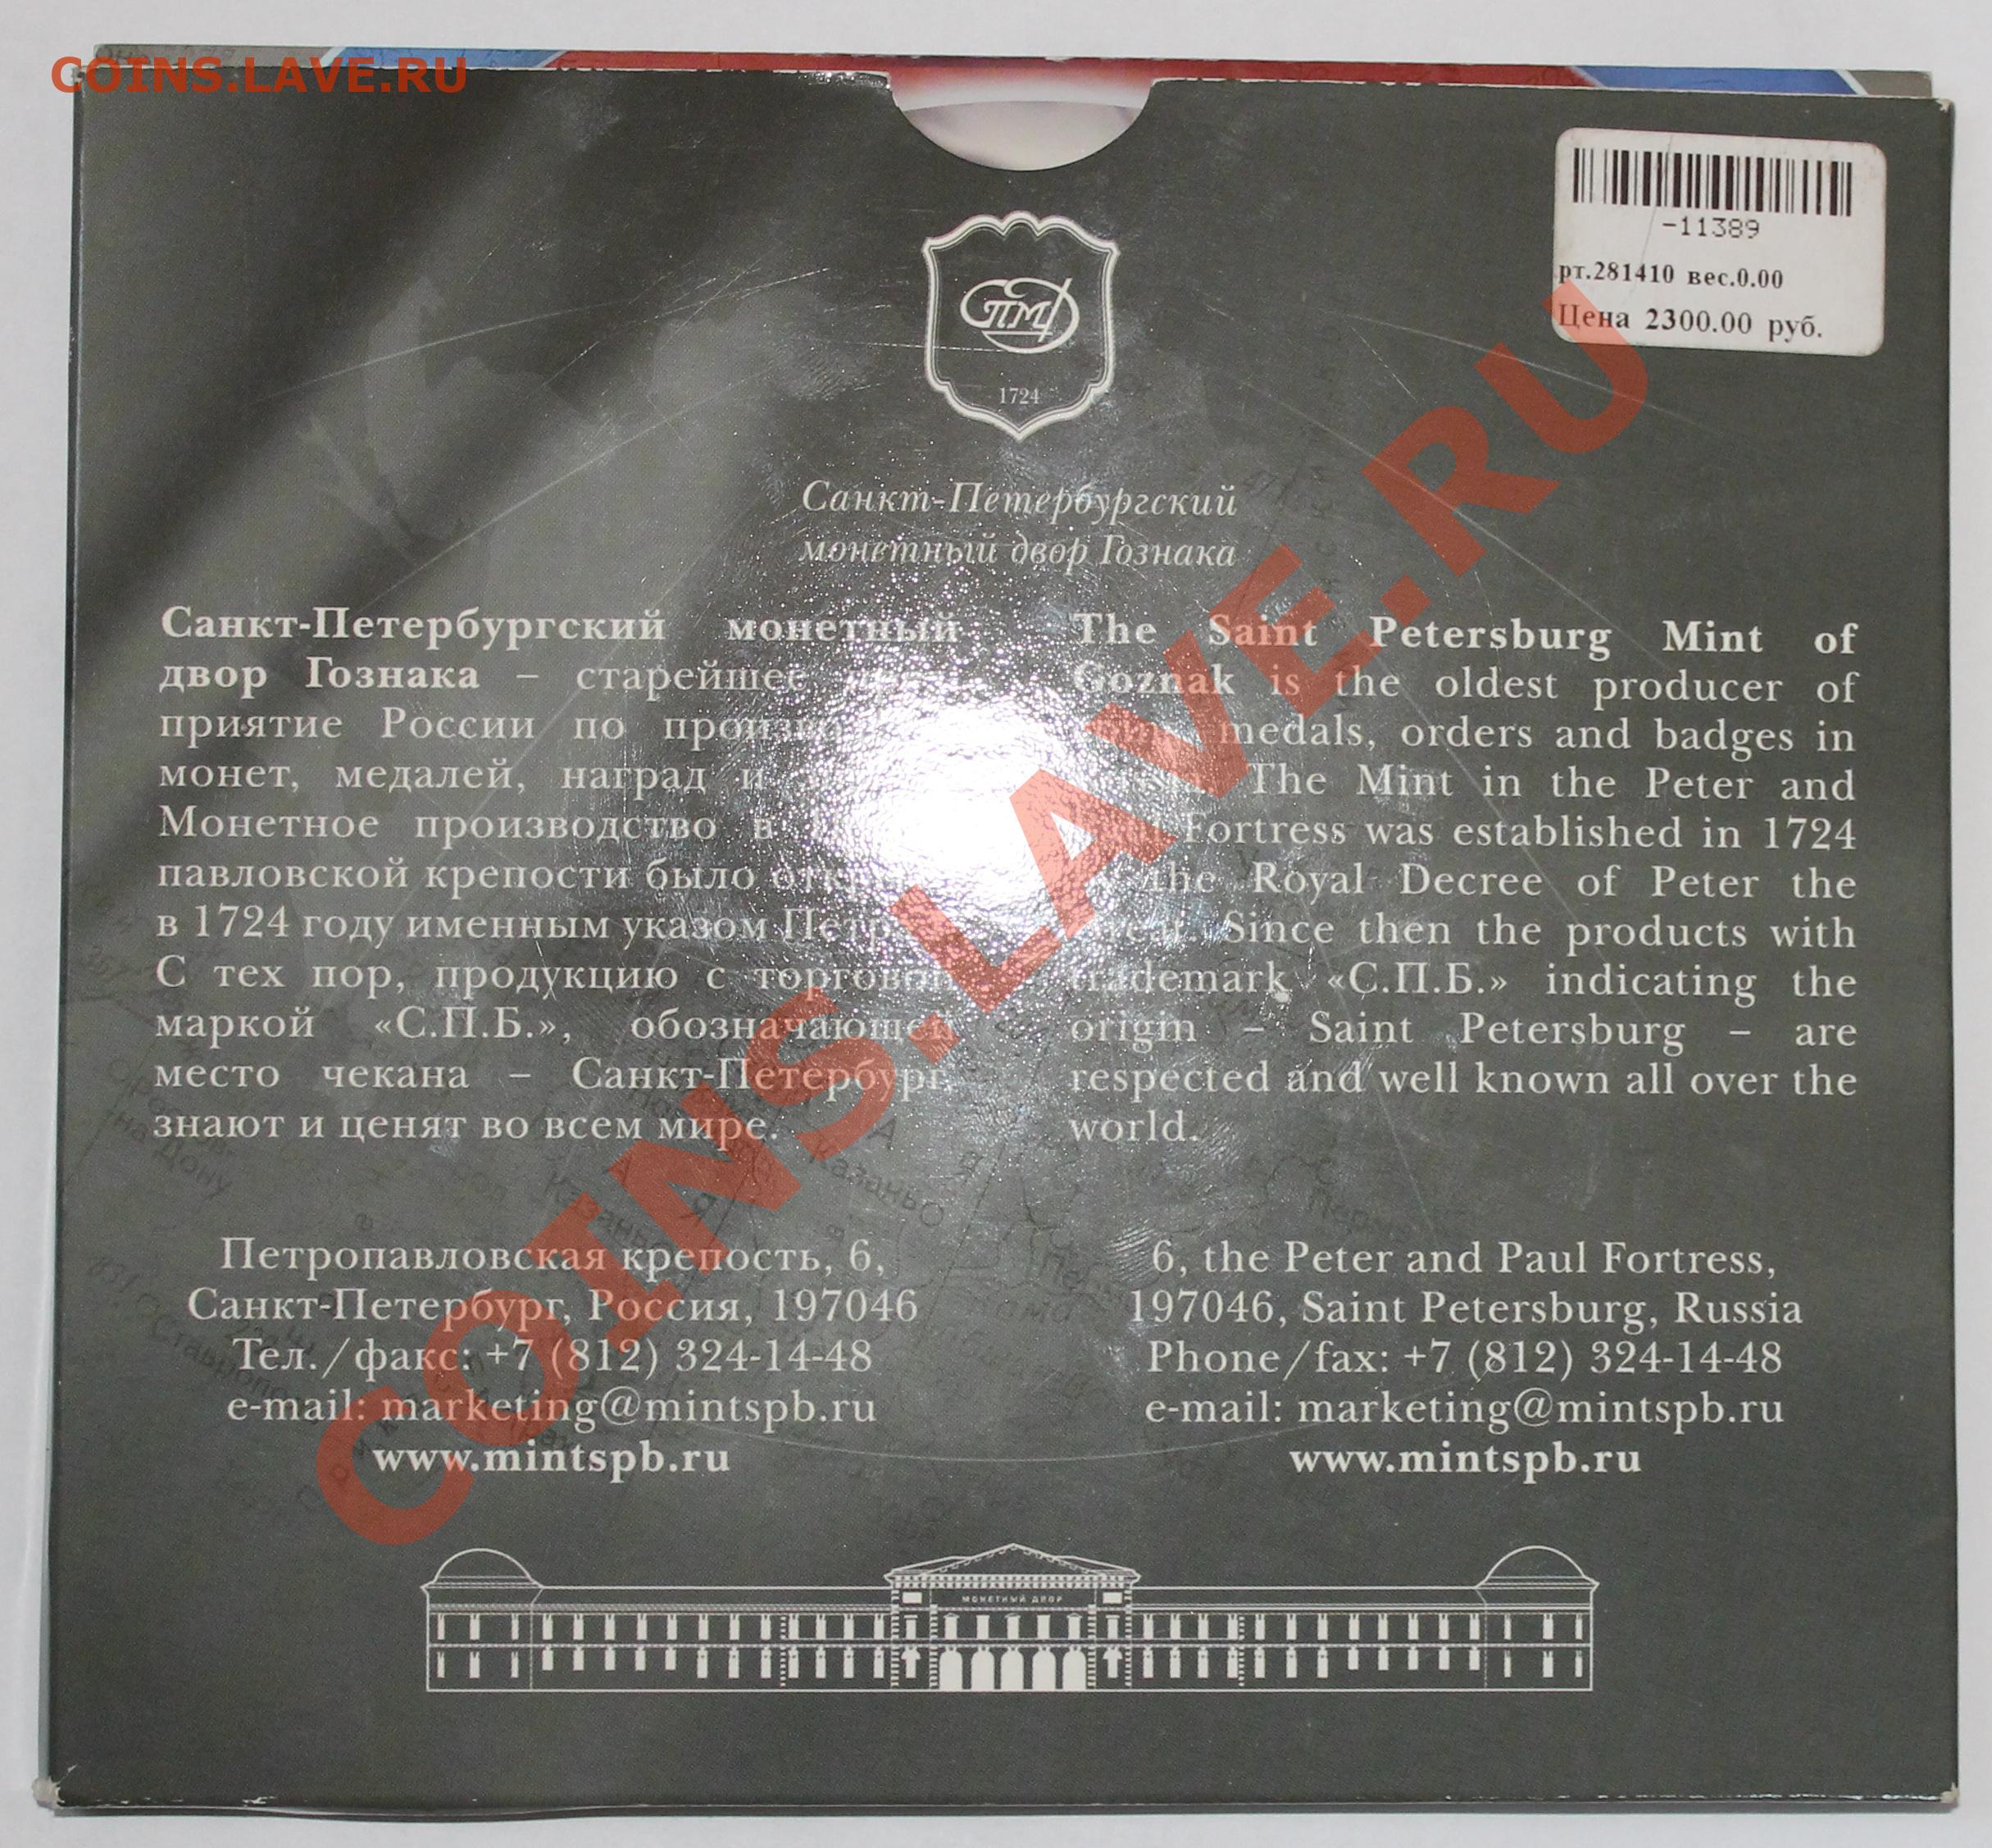 COINS.LAVE.RU
-11389
рт.281410 вес.0.00
Цена 2300.00 руб.
СПМД
1724
Санкт-Петербургский
монетный двор Гознака
Санкт-Петербургский монетный
двор Гознака – старейшее
приятие России по
монет, медалей, наград и
Монетное производство в
павловской крепости было
в 1724 году именным указом
С тех пор, продукцию с торговой
маркой «С.П.Б.», обозначающей
место чекана – Санкт-Петербург,
знают и ценят во всем мире.
The Saint Petersburg Mint of
Goznak is the oldest producer of
medals, orders and badges in
The Mint in the Peter and
Fortress was established in 1724
the Royal Decree of Peter the
Great. Since then the products with
trademark «С.П.Б.» indicating the
origin – Saint Petersburg – are
respected and well known all over the
world.
Петропавловская крепость, 6,
Санкт-Петербург, Россия, 197046
Тел./факс: +7 (812) 324-14-48
e-mail: marketing@mintspb.ru
www.mintspb.ru
6, the Peter and Paul Fortress,
197046, Saint Petersburg, Russia
Phone/fax: +7 (812) 324-14-48
e-mail: marketing@mintspb.ru
www.mintspb.ru
МОНЕТНЫЙ ДВОР
COINS.LAVE.RU